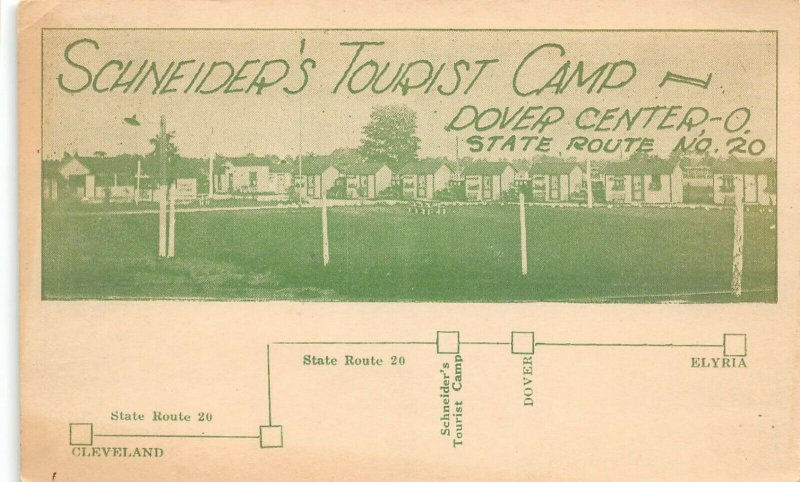 SCHNEIDER'S TOURIST CAMP
DOVER CENTER,-O.
STATE ROUTE NO. 20
State Route 20
Schneider's
Tourist Camp
DOVER
ELYRIA
State Route 20
CLEVELAND